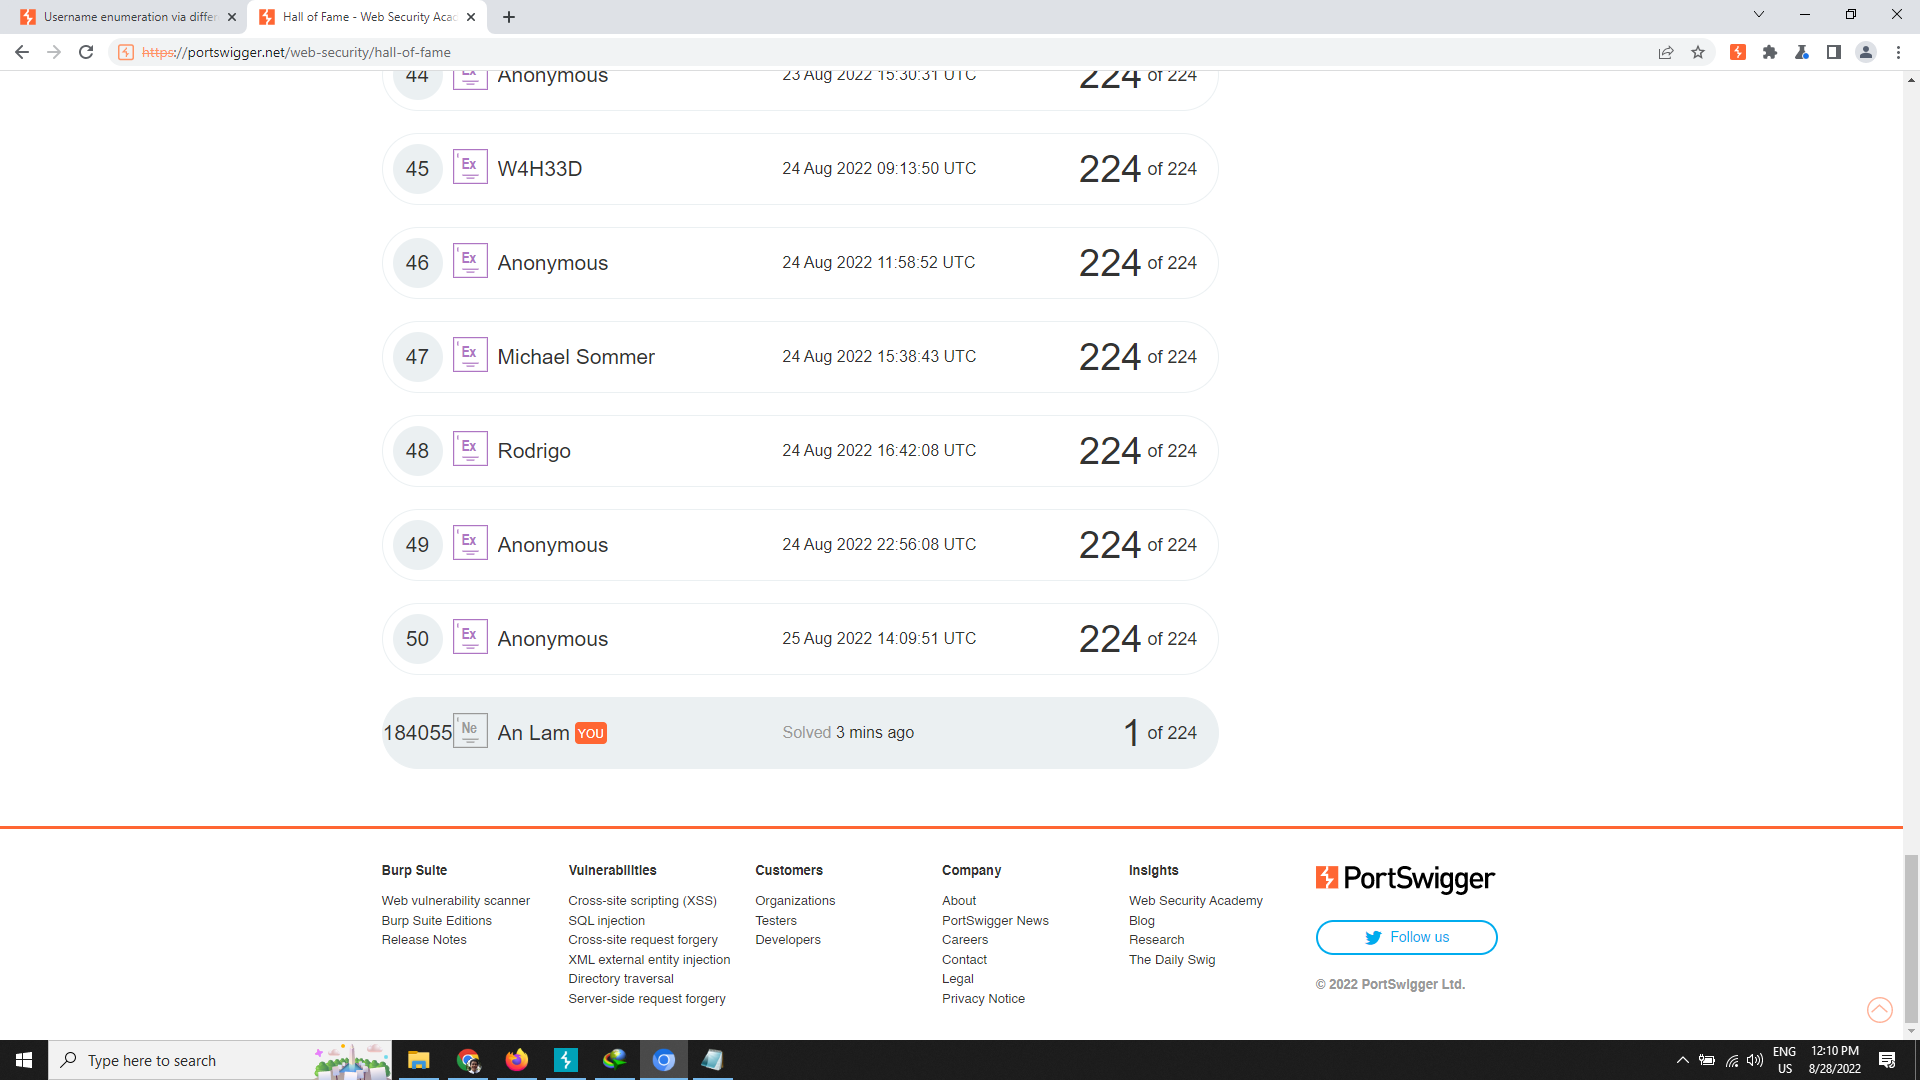 Username enumeration via differ
Hall of Fame - Web Security Aca
https://portswigger.net/web-security/hall-of-fame
44 Ex Anonymous 23 Aug 2022 15:30:31 UTC 224 of 224
45 Ex W4H33D 24 Aug 2022 09:13:50 UTC 224 of 224
46 Ex Anonymous 24 Aug 2022 11:58:52 UTC 224 of 224
47 Ex Michael Sommer 24 Aug 2022 15:38:43 UTC 224 of 224
48 Ex Rodrigo 24 Aug 2022 16:42:08 UTC 224 of 224
49 Ex Anonymous 24 Aug 2022 22:56:08 UTC 224 of 224
50 Ex Anonymous 25 Aug 2022 14:09:51 UTC 224 of 224
184055 Ne An Lam YOU Solved 3 mins ago 1 of 224
Burp Suite
Web vulnerability scanner
Burp Suite Editions
Release Notes
Vulnerabilities
Cross-site scripting (XSS)
SQL injection
Cross-site request forgery
XML external entity injection
Directory traversal
Server-side request forgery
Customers
Organizations
Testers
Developers
Company
About
PortSwigger News
Careers
Contact
Legal
Privacy Notice
Insights
Web Security Academy
Blog
Research
The Daily Swig
PortSwigger
Follow us
© 2022 PortSwigger Ltd.
Type here to search
ENG
US
12:10 PM
8/28/2022